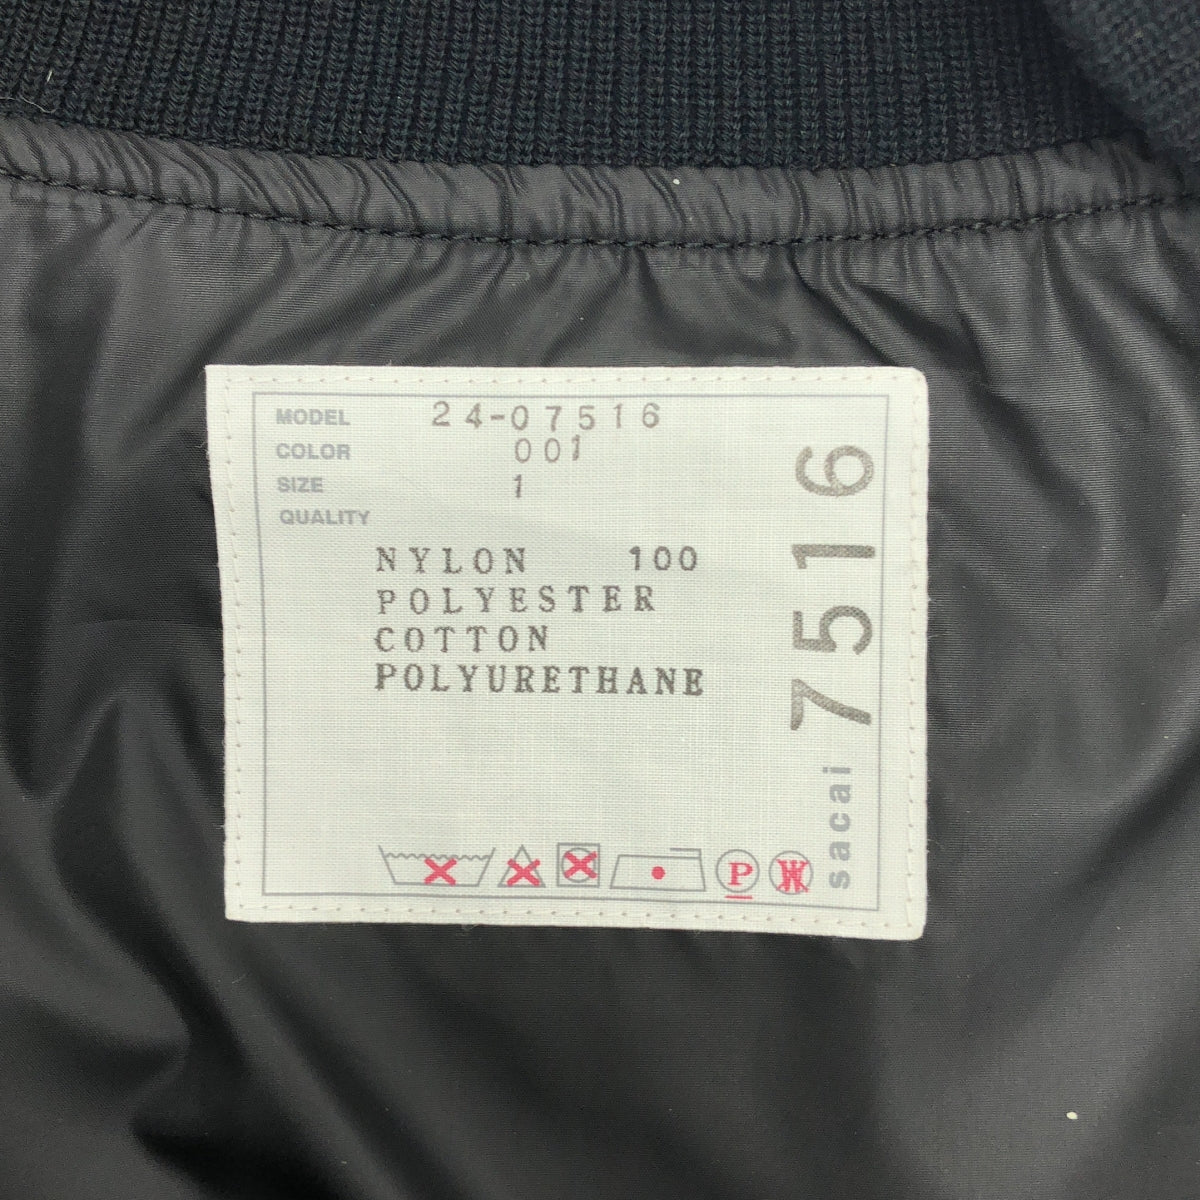 MODEL 24-07516
COLOR 001
SIZE 1
QUALITY
NYLON 100
POLYESTER
COTTON
POLYURETHANE
P W
sacai 7516